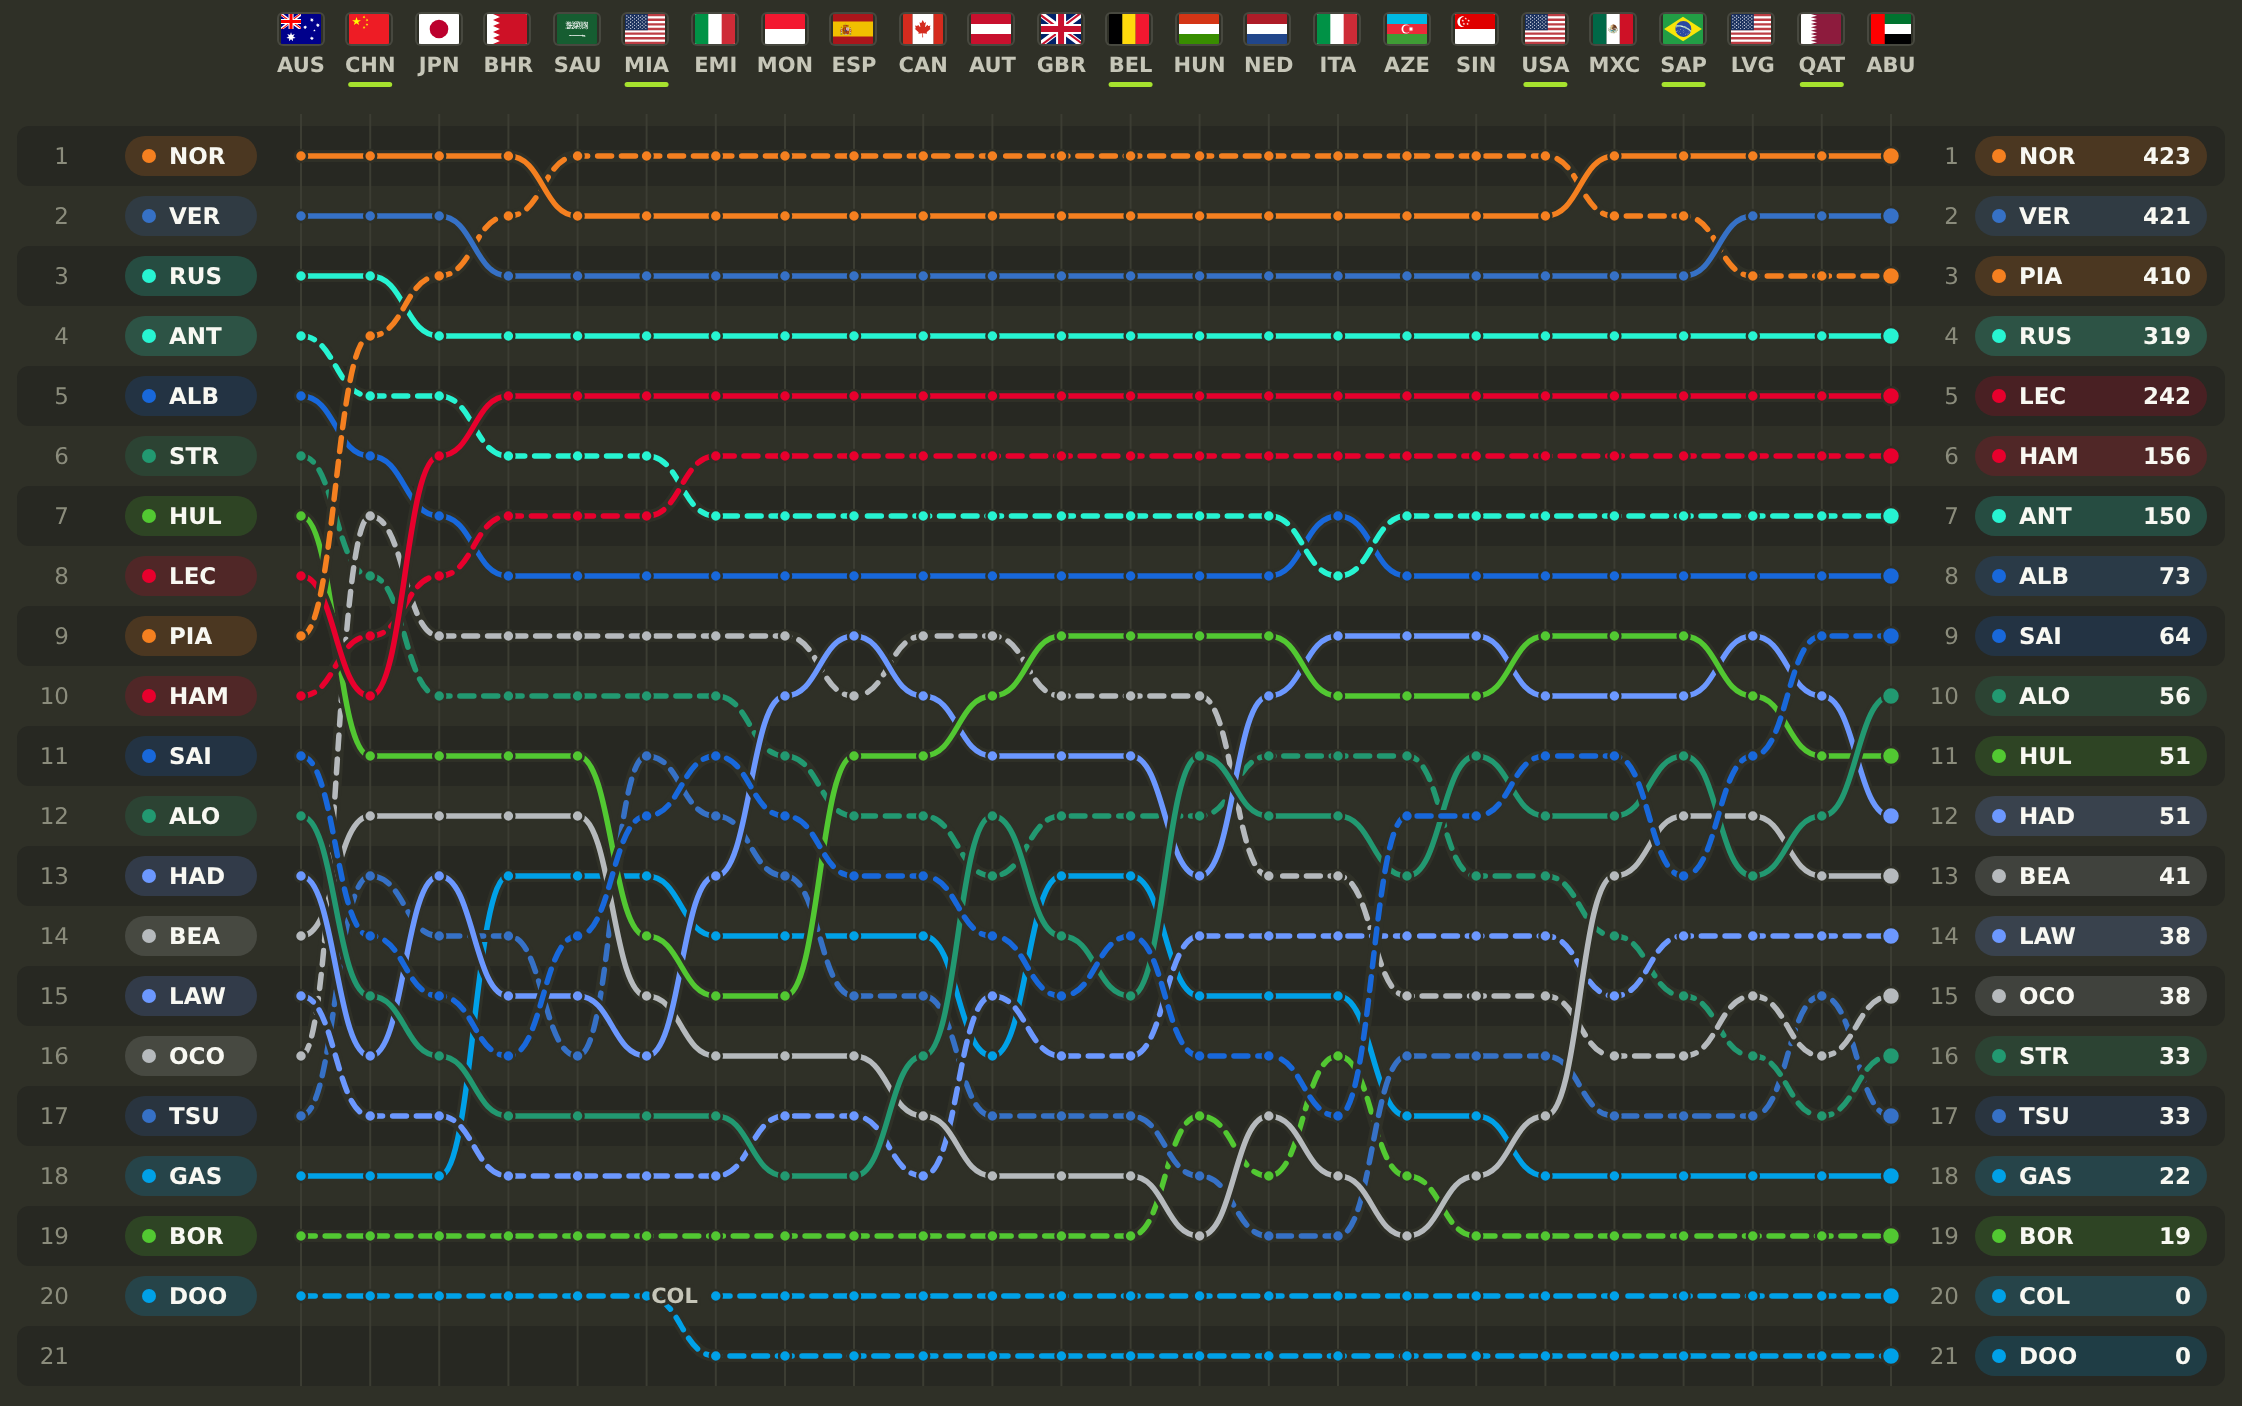 AUS CHN JPN BHR SAU MIA EMI MON ESP CAN AUT GBR BEL HUN NED ITA AZE SIN USA MXC SAP LVG QAT ABU
1 NOR 1 NOR 423
2 VER 2 VER 421
3 RUS 3 PIA 410
4 ANT 4 RUS 319
5 ALB 5 LEC 242
6 STR 6 HAM 156
7 HUL 7 ANT 150
8 LEC 8 ALB 73
9 PIA 9 SAI 64
10 HAM 10 ALO 56
11 SAI 11 HUL 51
12 ALO 12 HAD 51
13 HAD 13 BEA 41
14 BEA 14 LAW 38
15 LAW 15 OCO 38
16 OCO 16 STR 33
17 TSU 17 TSU 33
18 GAS 18 GAS 22
19 BOR 19 BOR 19
20 DOO COL 20 COL 0
21 21 DOO 0